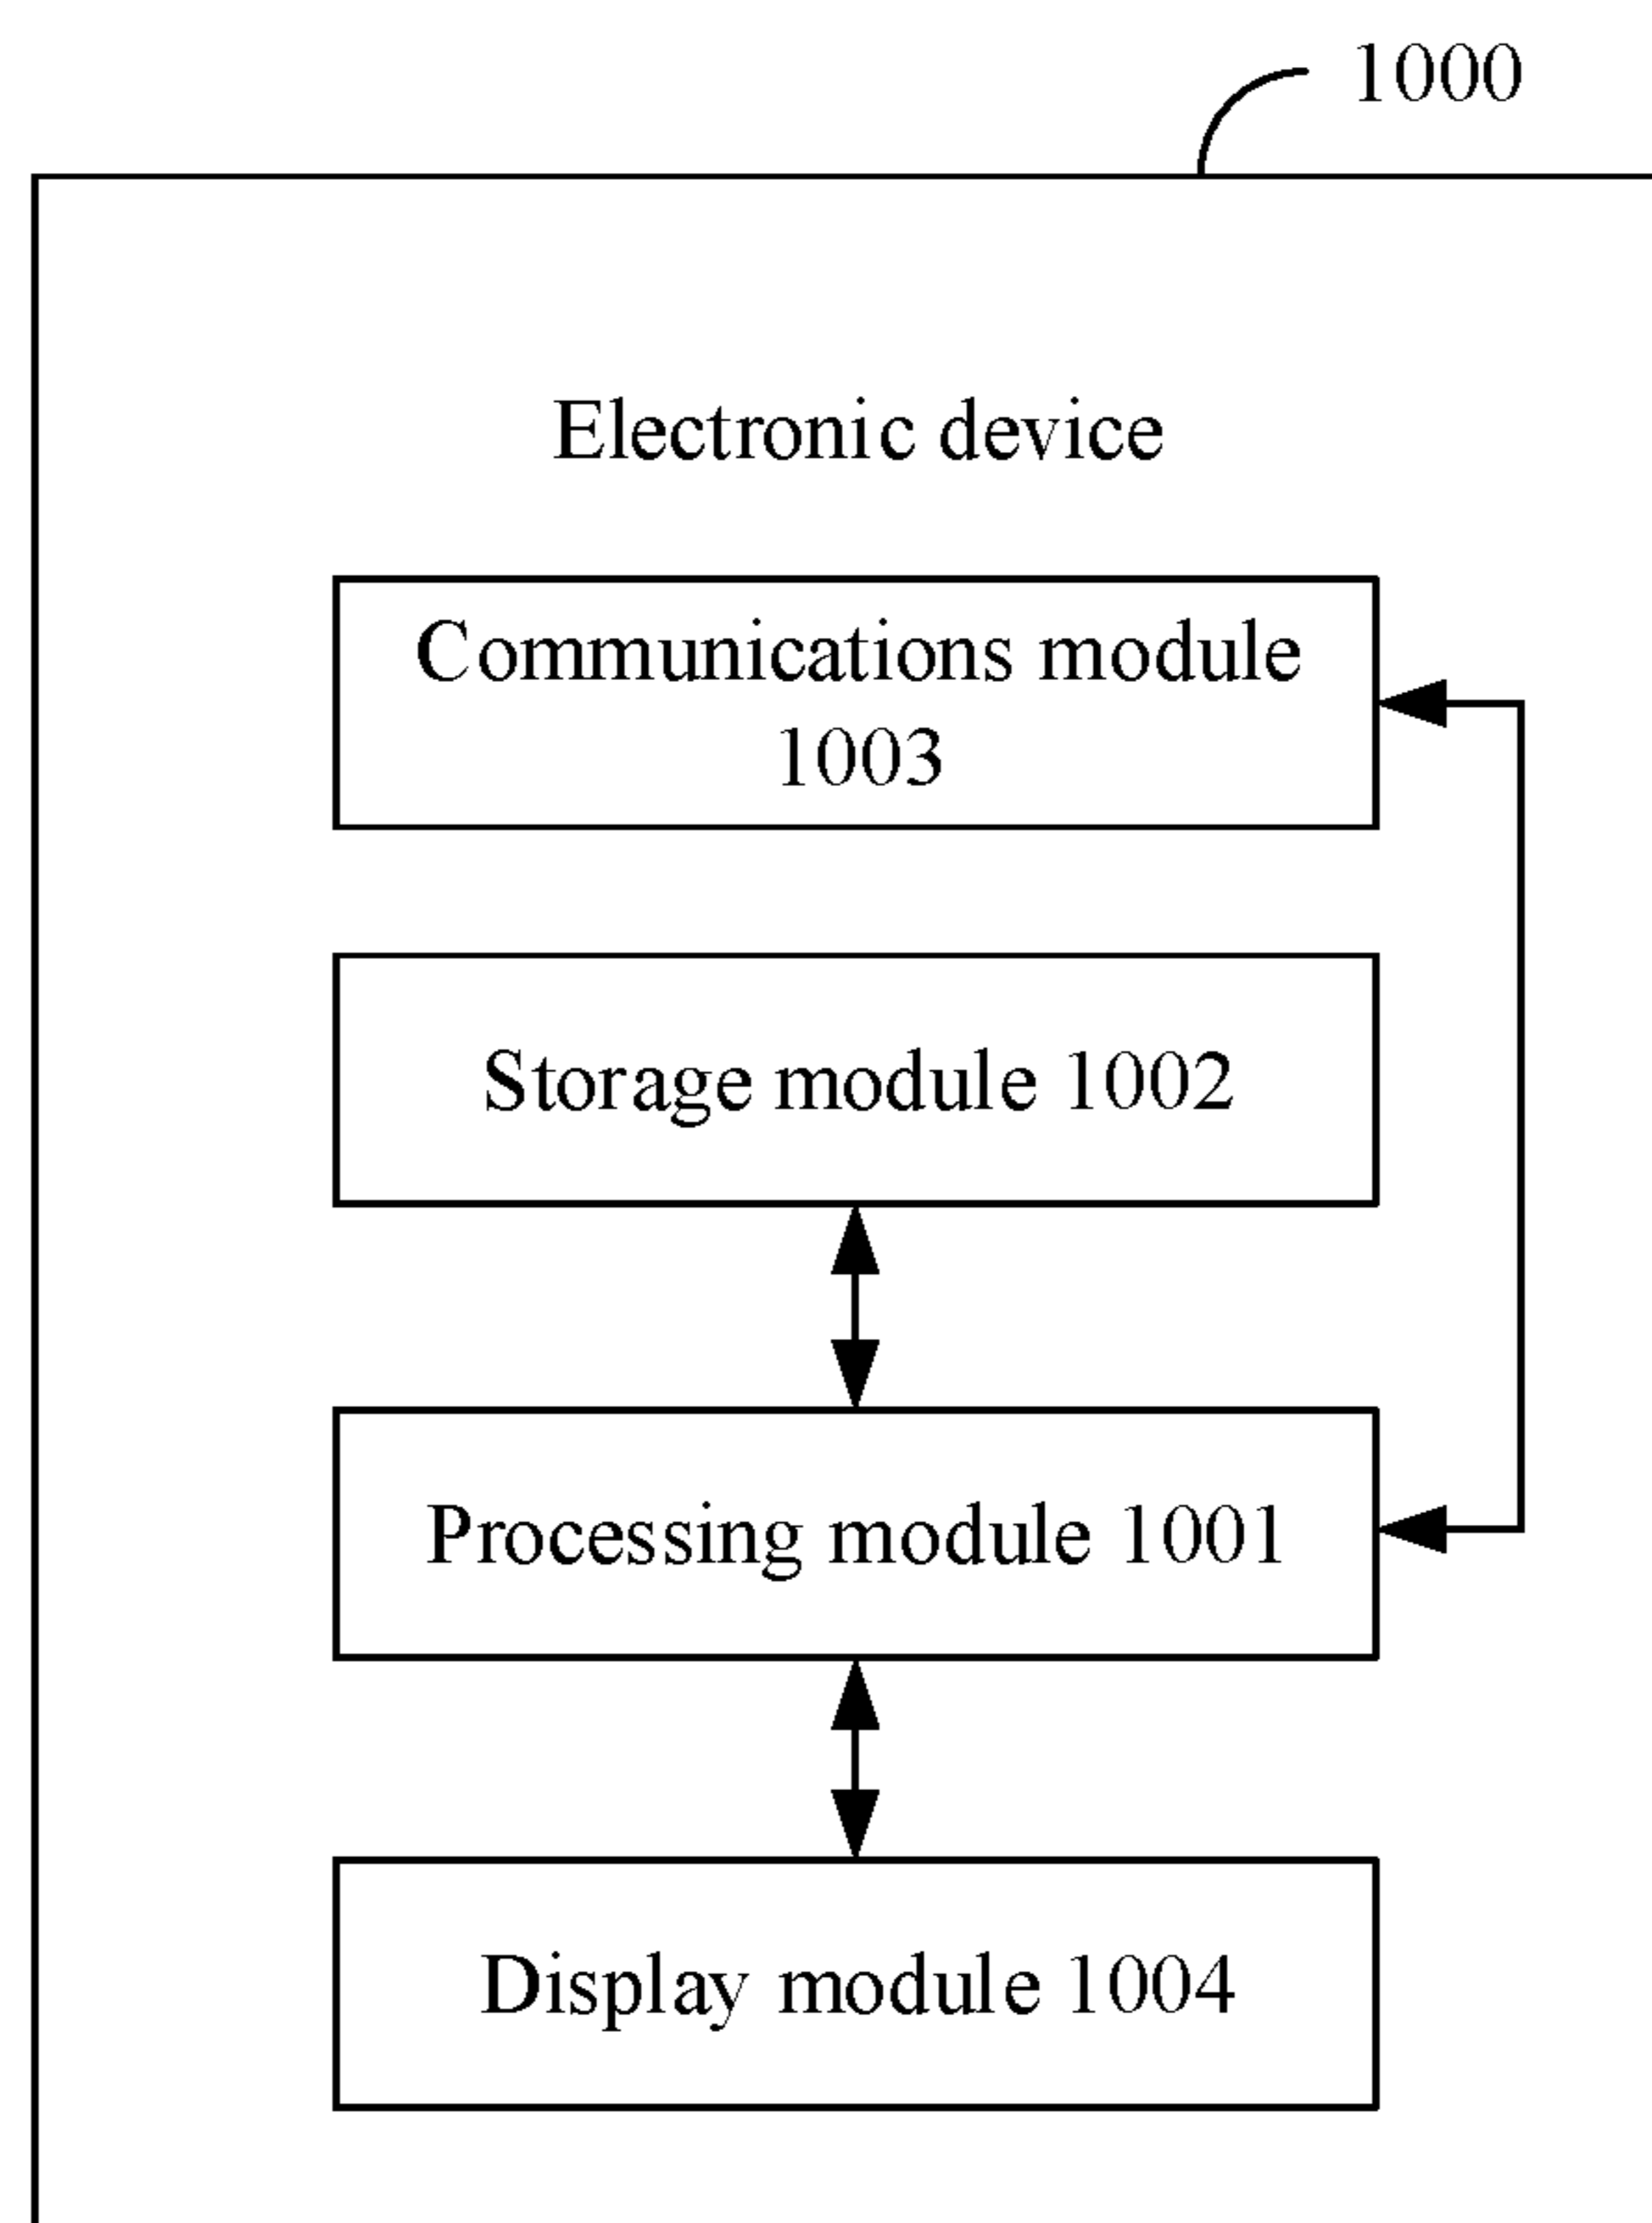 1000
Electronic device
Communications module
1003
Storage module 1002
Processing module 1001
Display module 1004